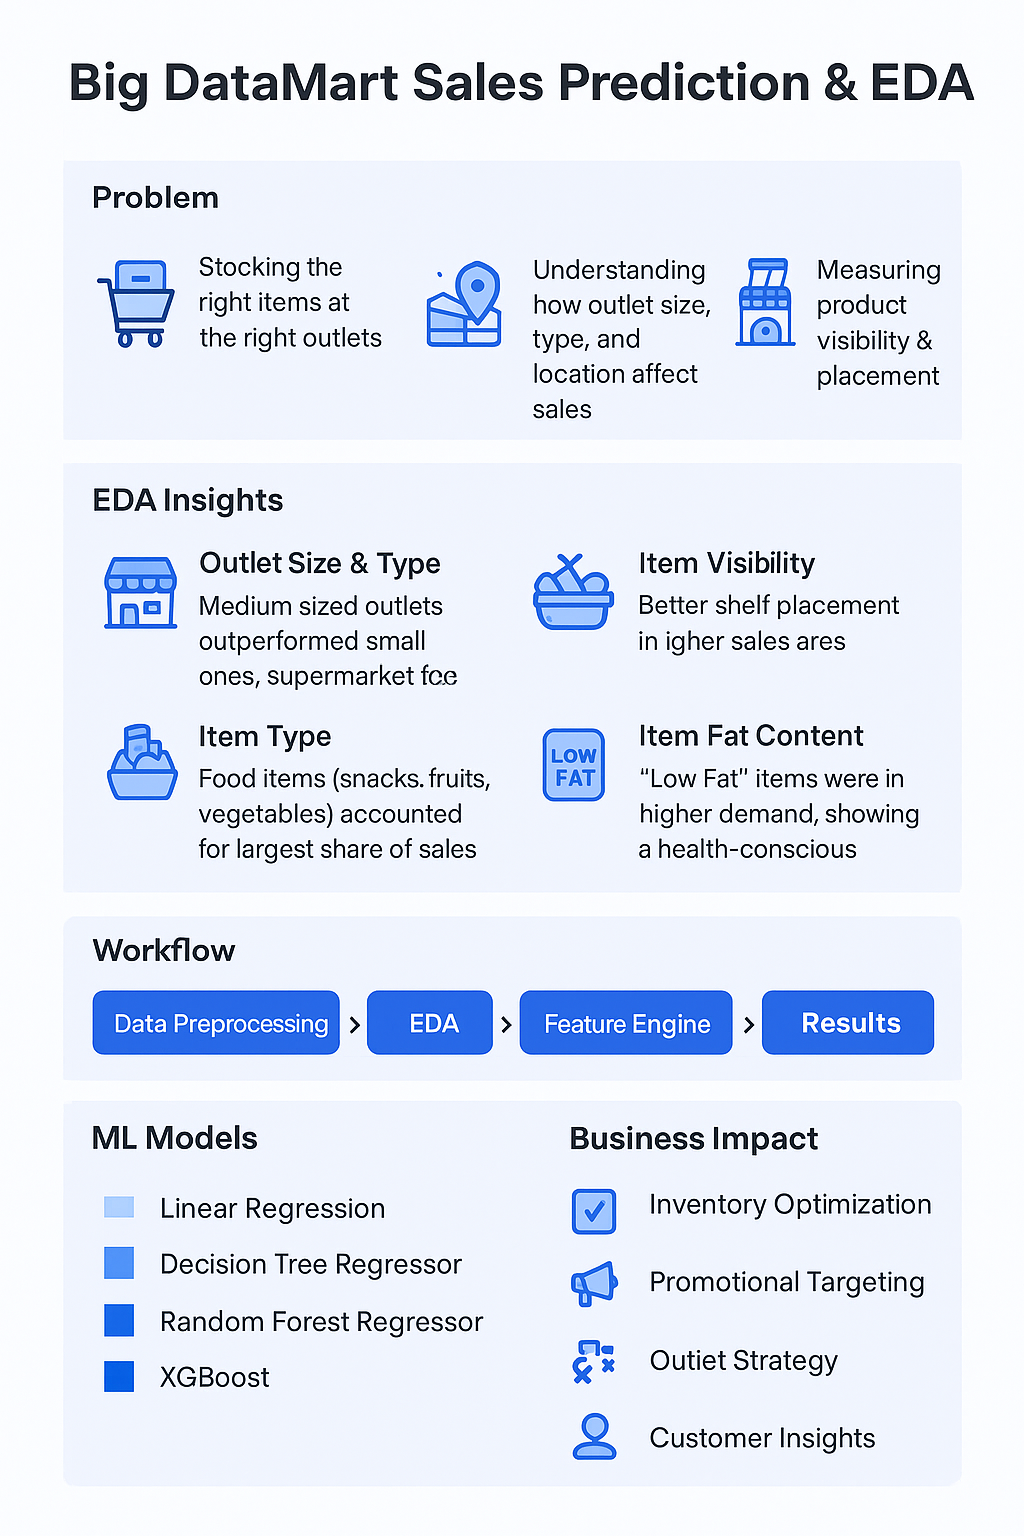 Big DataMart Sales Prediction & EDA
Problem
Stocking the
right items at
the right outlets
Understanding
how outlet size,
type, and
location affect
sales
Measuring
product
visibility &
placement
EDA Insights
Outlet Size & Type
Medium sized outlets
outperformed small
ones, supermarket
Item Visibility
Better shelf placement
in igher sales ares
Item Type
Food items (snacks. fruits,
vegetables) accounted
for largest share of sales
LOW
FAT
Item Fat Content
“Low Fat” items were in
higher demand, showing
a health-conscious
Workflow
Data Preprocessing › EDA › Feature Engine › Results
ML Models
Linear Regression
Decision Tree Regressor
Random Forest Regressor
XGBoost
Business Impact
Inventory Optimization
Promotional Targeting
Outiet Strategy
Customer Insights